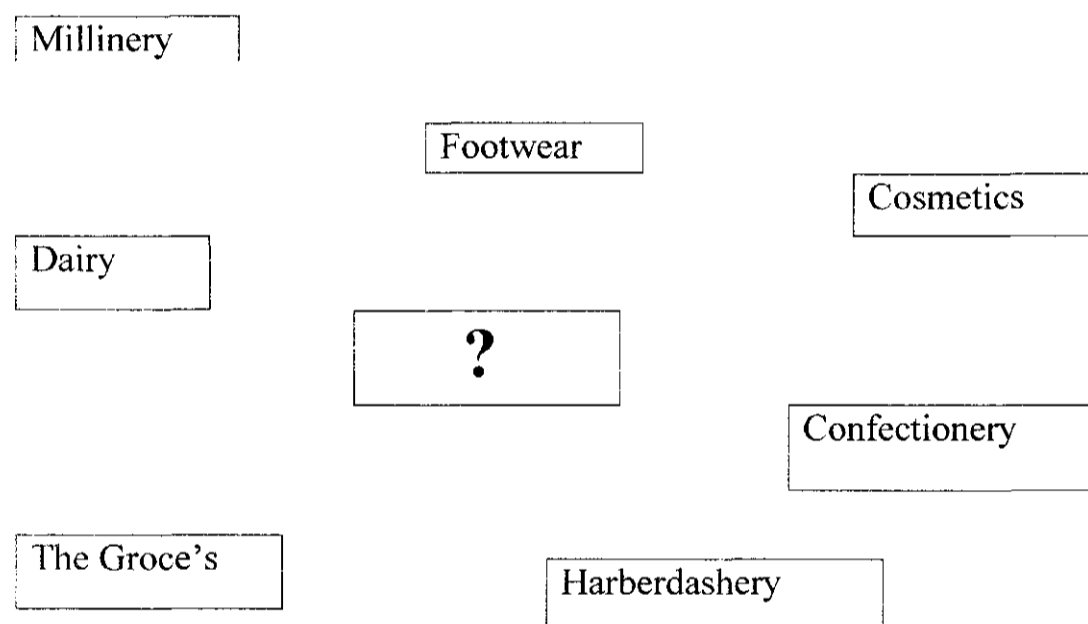 Millinery
Footwear
Cosmetics
Dairy
?
Confectionery
The Groce's
Harberdashery